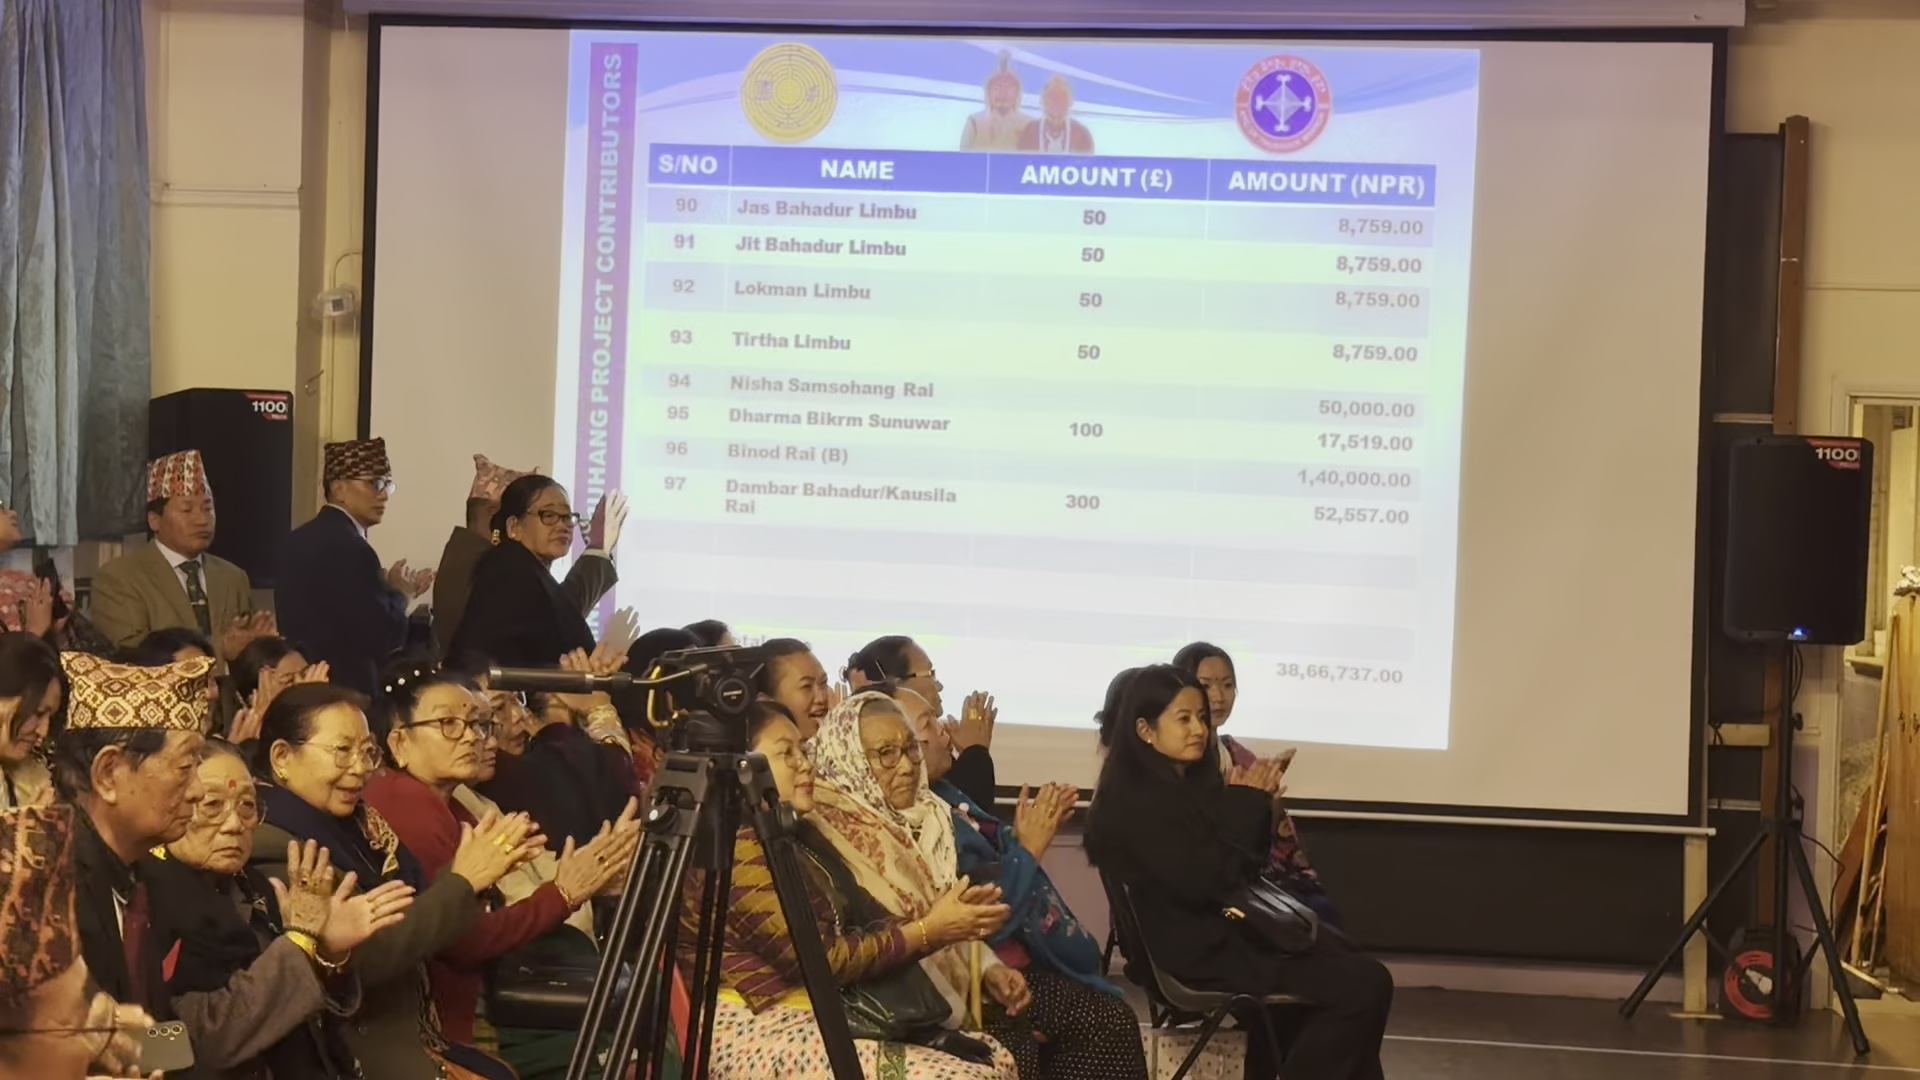 UHANG PROJECT CONTRIBUTORS
S/NO NAME AMOUNT (£) AMOUNT (NPR)
90 Jas Bahadur Limbu 50 8,759.00
91 Jit Bahadur Limbu 50 8,759.00
92 Lokman Limbu 50 8,759.00
93 Tirtha Limbu 50 8,759.00
94 Nisha Samsohang Rai 50,000.00
95 Dharma Bikrm Sunuwar 100 17,519.00
96 Binod Rai (B) 1,40,000.00
97 Dambar Bahadur/Kausila Rai 300 52,557.00
38,66,737.00
1100
1100